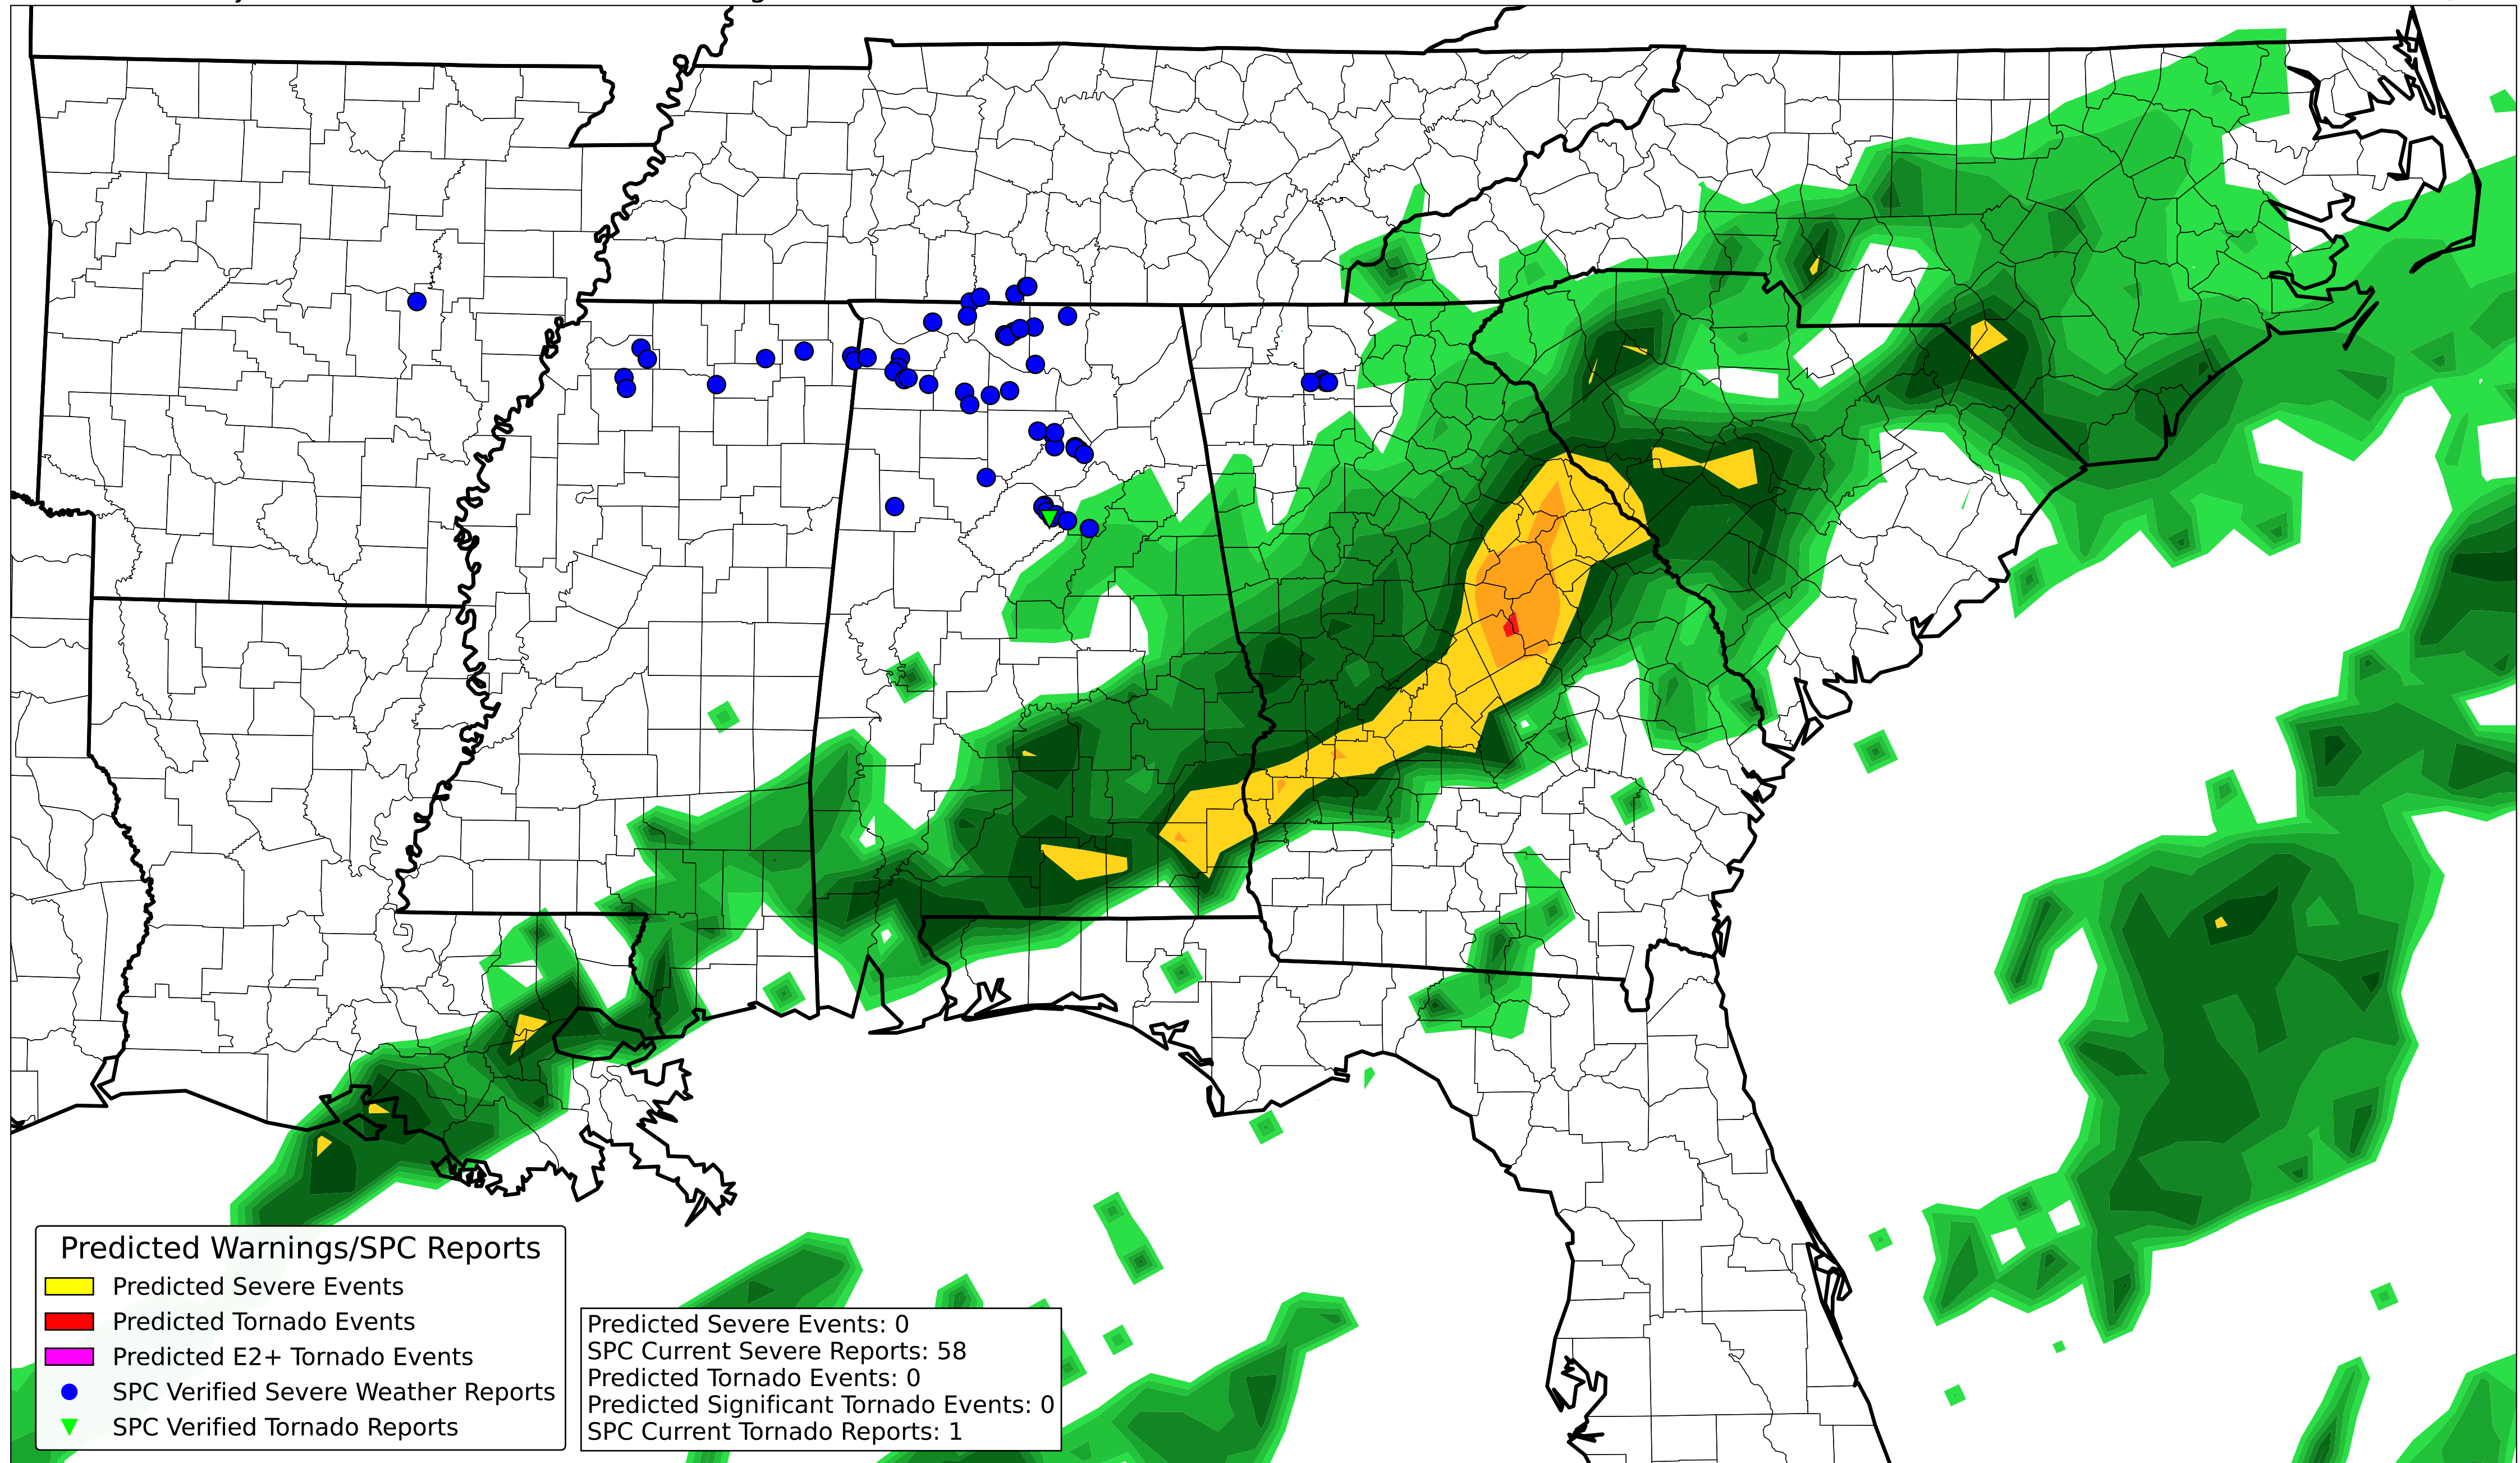 Predicted Warnings/SPC Reports
Predicted Severe Events
Predicted Tornado Events
Predicted E2+ Tornado Events
SPC Verified Severe Weather Reports
SPC Verified Tornado Reports
Predicted Severe Events: 0
SPC Current Severe Reports: 58
Predicted Tornado Events: 0
Predicted Significant Tornado Events: 0
SPC Current Tornado Reports: 1